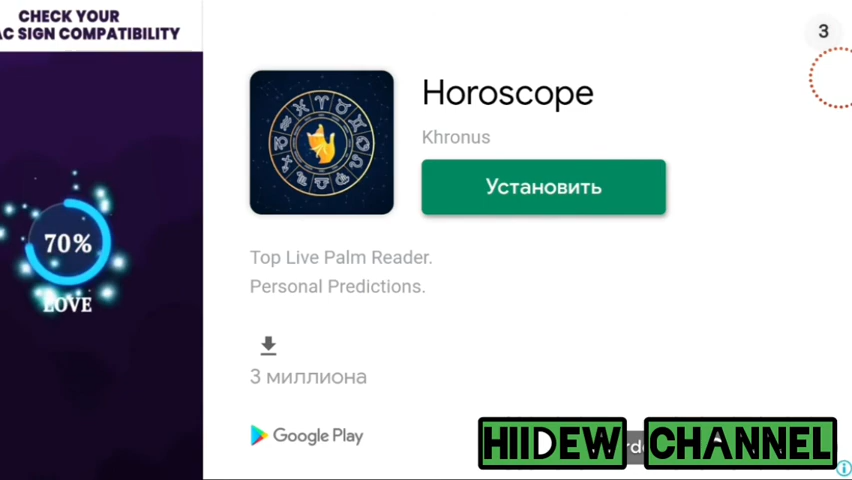 CHECK YOUR
AC SIGN COMPATIBILITY
3
Horoscope
Khronus
Установить
70%
LOVE
Top Live Palm Reader.
Personal Predictions.
3 миллиона
Google Play
HIIDEW CHANNEL